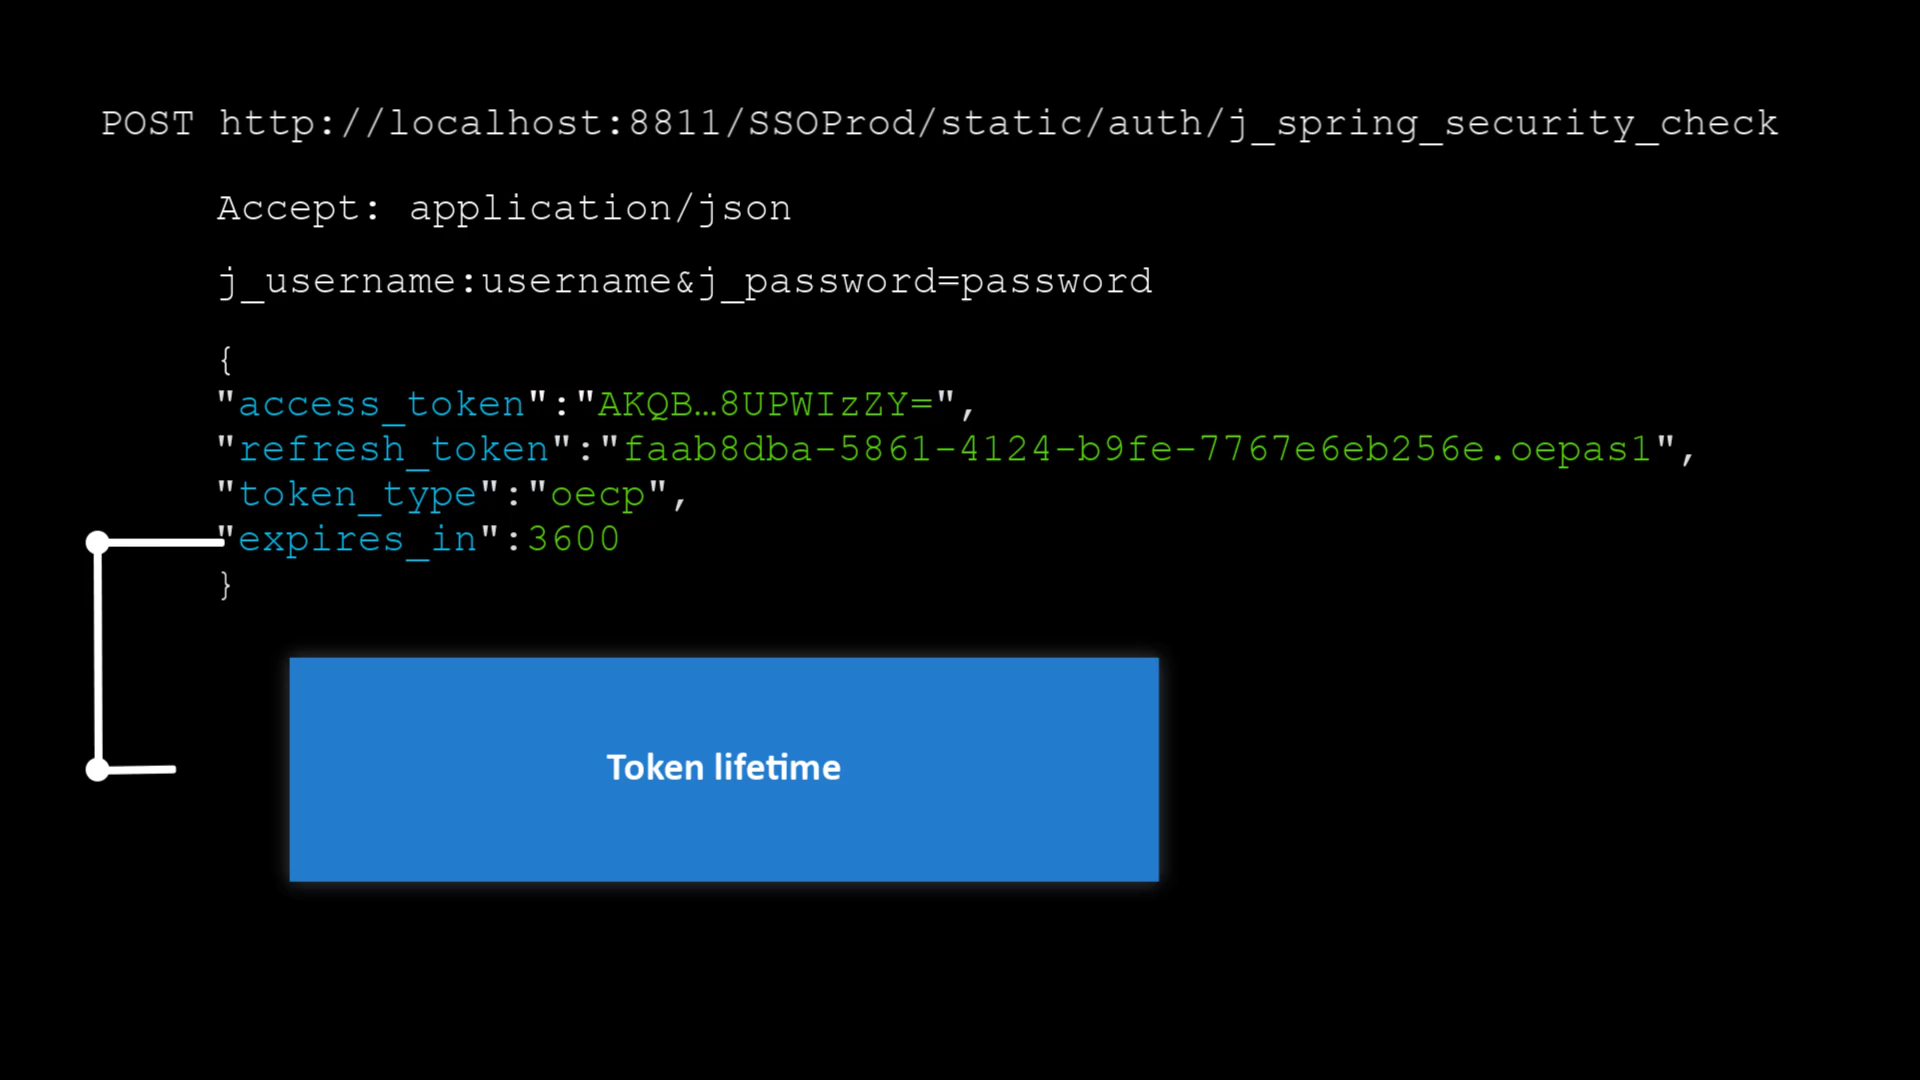 POST http://localhost:8811/SSOProd/static/auth/j_spring_security_check
Accept: application/json
j_username:username&j_password=password
{
"access_token":"AKQB…8UPWIzZY=",
"refresh_token":"faab8dba-5861-4124-b9fe-7767e6eb256e.oepas1",
"token_type":"oecp",
"expires_in":3600
}
Token lifetime